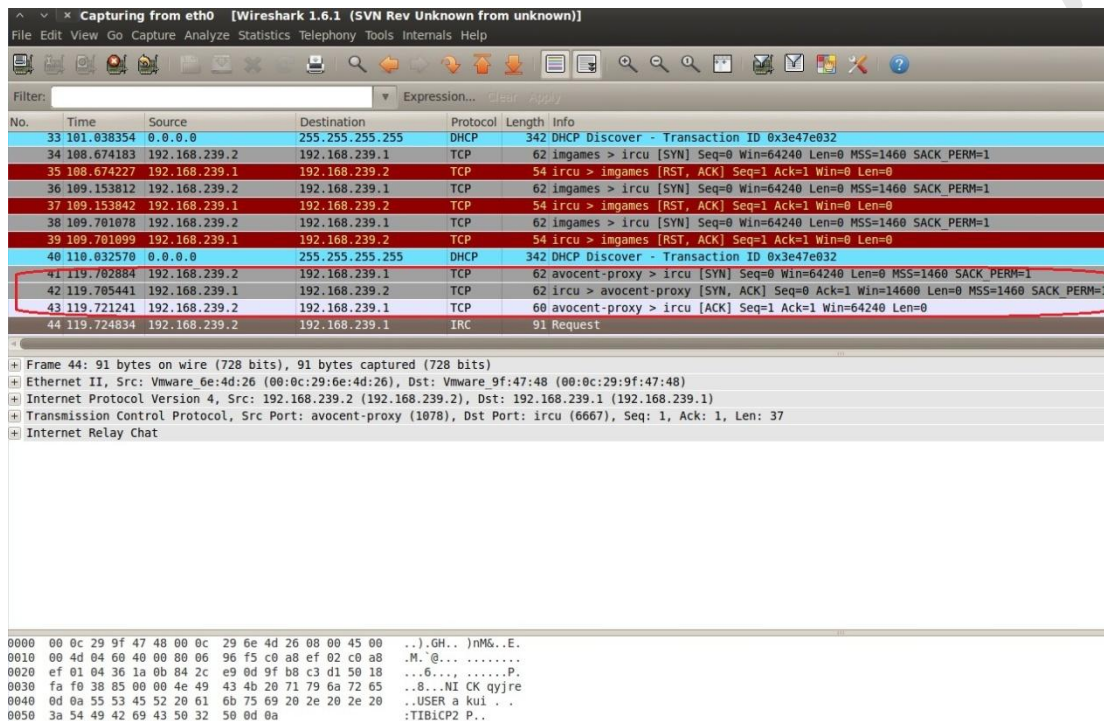 Capturing from eth0 [Wireshark 1.6.1 (SVN Rev Unknown from unknown)]
File Edit View Go Capture Analyze Statistics Telephony Tools Internals Help
Filter: Expression... Clear Apply
No. Time Source Destination Protocol Length Info
33 101.038354 0.0.0.0 255.255.255.255 DHCP 342 DHCP Discover - Transaction ID 0x3e47e032
34 108.674183 192.168.239.2 192.168.239.1 TCP 62 imgames > ircu [SYN] Seq=0 Win=64240 Len=0 MSS=1460 SACK_PERM=1
35 108.674227 192.168.239.1 192.168.239.2 TCP 54 ircu > imgames [RST, ACK] Seq=1 Ack=1 Win=0 Len=0
36 109.153812 192.168.239.2 192.168.239.1 TCP 62 imgames > ircu [SYN] Seq=0 Win=64240 Len=0 MSS=1460 SACK_PERM=1
37 109.153842 192.168.239.1 192.168.239.2 TCP 54 ircu > imgames [RST, ACK] Seq=1 Ack=1 Win=0 Len=0
38 109.701078 192.168.239.2 192.168.239.1 TCP 62 imgames > ircu [SYN] Seq=0 Win=64240 Len=0 MSS=1460 SACK_PERM=1
39 109.701099 192.168.239.1 192.168.239.2 TCP 54 ircu > imgames [RST, ACK] Seq=1 Ack=1 Win=0 Len=0
40 110.032570 0.0.0.0 255.255.255.255 DHCP 342 DHCP Discover - Transaction ID 0x3e47e032
41 119.702884 192.168.239.2 192.168.239.1 TCP 62 avocent-proxy > ircu [SYN] Seq=0 Win=64240 Len=0 MSS=1460 SACK_PERM=1
42 119.705441 192.168.239.1 192.168.239.2 TCP 62 ircu > avocent-proxy [SYN, ACK] Seq=0 Ack=1 Win=14600 Len=0 MSS=1460 SACK_PERM=1
43 119.721241 192.168.239.2 192.168.239.1 TCP 60 avocent-proxy > ircu [ACK] Seq=1 Ack=1 Win=64240 Len=0
44 119.724834 192.168.239.2 192.168.239.1 IRC 91 Request
Frame 44: 91 bytes on wire (728 bits), 91 bytes captured (728 bits)
Ethernet II, Src: Vmware_6e:4d:26 (00:0c:29:6e:4d:26), Dst: Vmware_9f:47:48 (00:0c:29:9f:47:48)
Internet Protocol Version 4, Src: 192.168.239.2 (192.168.239.2), Dst: 192.168.239.1 (192.168.239.1)
Transmission Control Protocol, Src Port: avocent-proxy (1078), Dst Port: ircu (6667), Seq: 1, Ack: 1, Len: 37
Internet Relay Chat
0000 00 0c 29 9f 47 48 00 0c 29 6e 4d 26 08 00 45 00 ..).GH.. )nM&..E.
0010 00 4d 04 60 40 00 80 06 96 f5 c0 a8 ef 02 c0 a8 .M.`@... ........
0020 ef 01 04 36 1a 0b 84 2c e9 0d 9f b8 c3 d1 50 18 ...6..., ......P.
0030 fa f0 38 85 00 00 4e 49 43 4b 20 71 79 6a 72 65 ..8...NI CK qyjre
0040 0d 0a 55 53 45 52 20 61 6b 75 69 20 2e 20 2e 20 ..USER a kui . .
0050 3a 54 49 42 69 43 50 32 50 0d 0a :TIBiCP2 P..